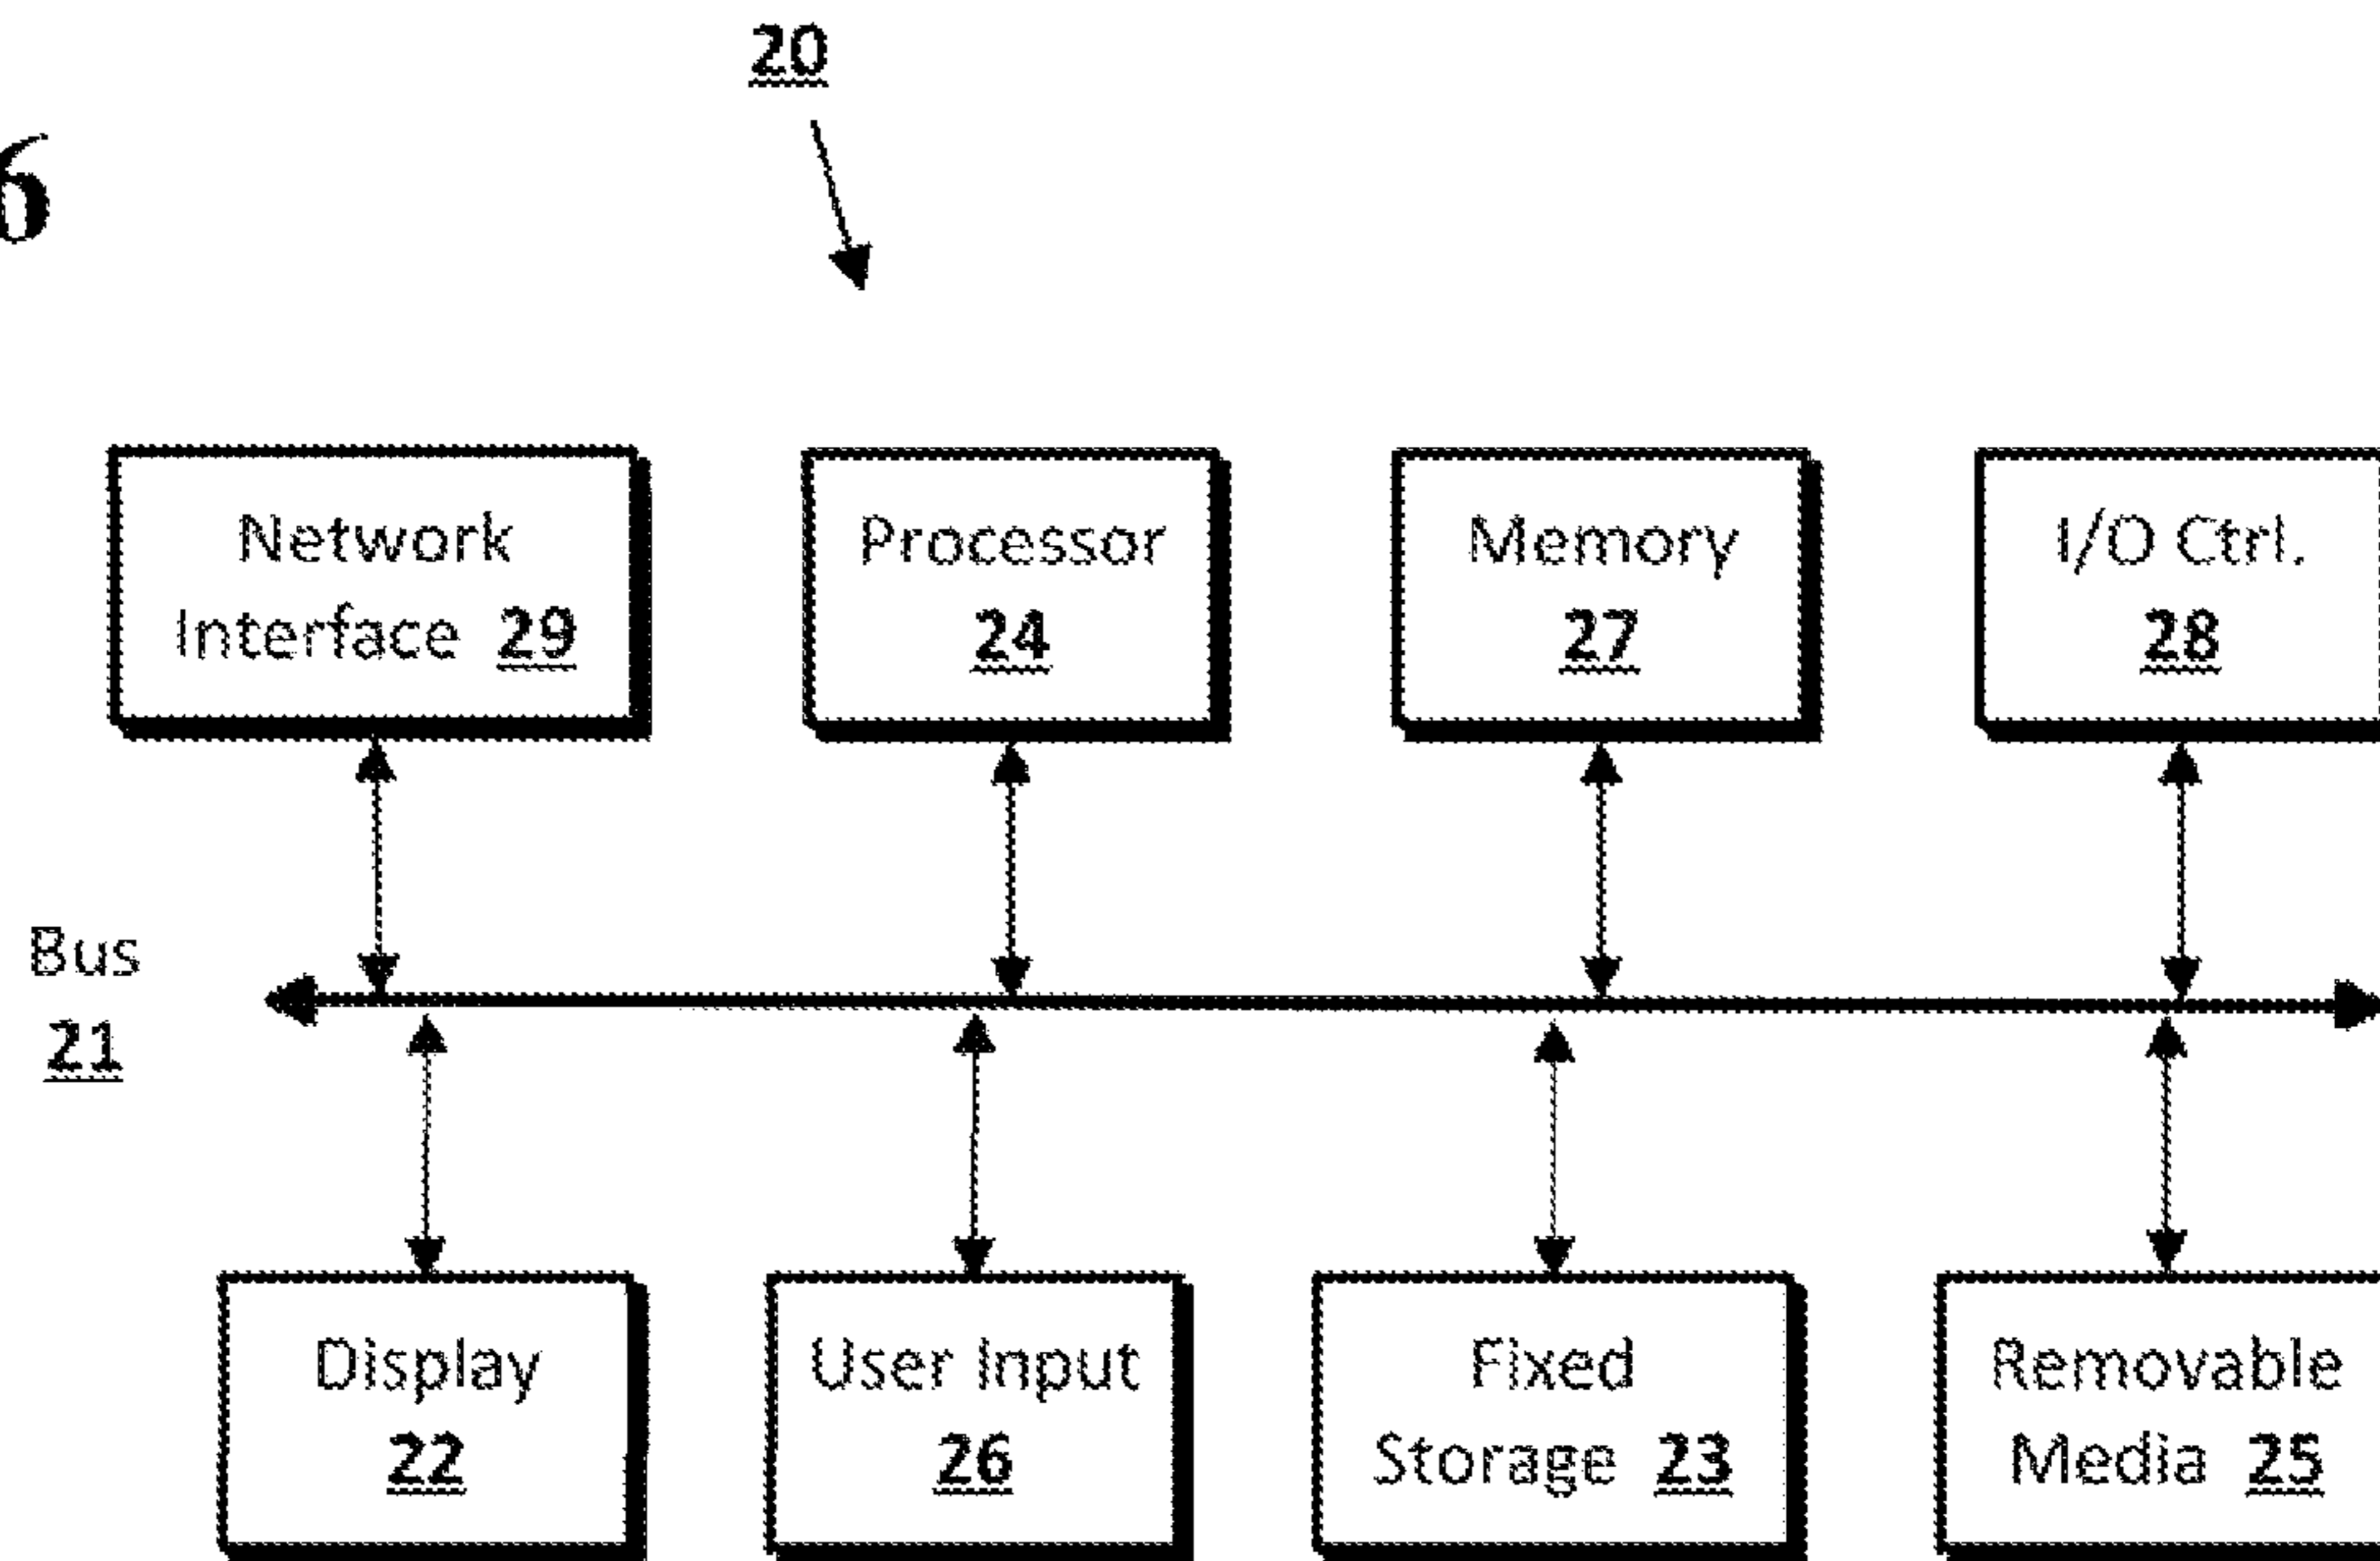 20
6
Network
Interface 29
Processor
24
Memory
27
I/O Ctrl.
28
Bus
21
Display
22
User Input
26
Fixed
Storage 23
Removable
Media 25